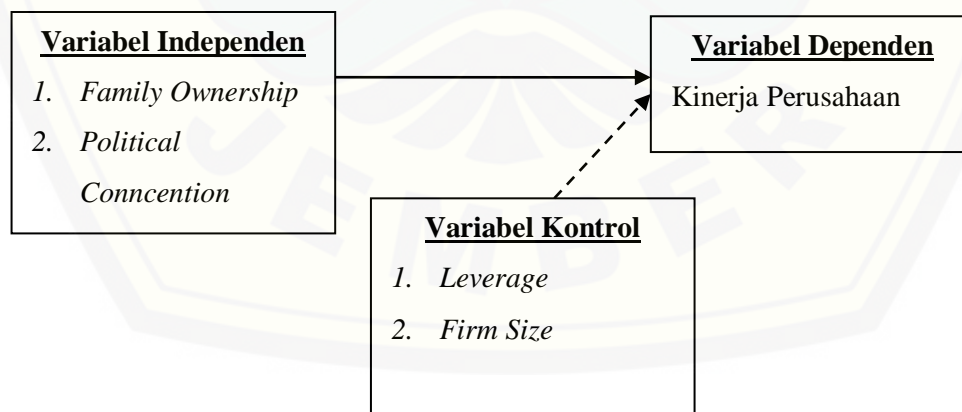 Variabel Independen
1. Family Ownership
2. Political
Conncention
Variabel Dependen
Kinerja Perusahaan
Variabel Kontrol
1. Leverage
2. Firm Size
JEMBER